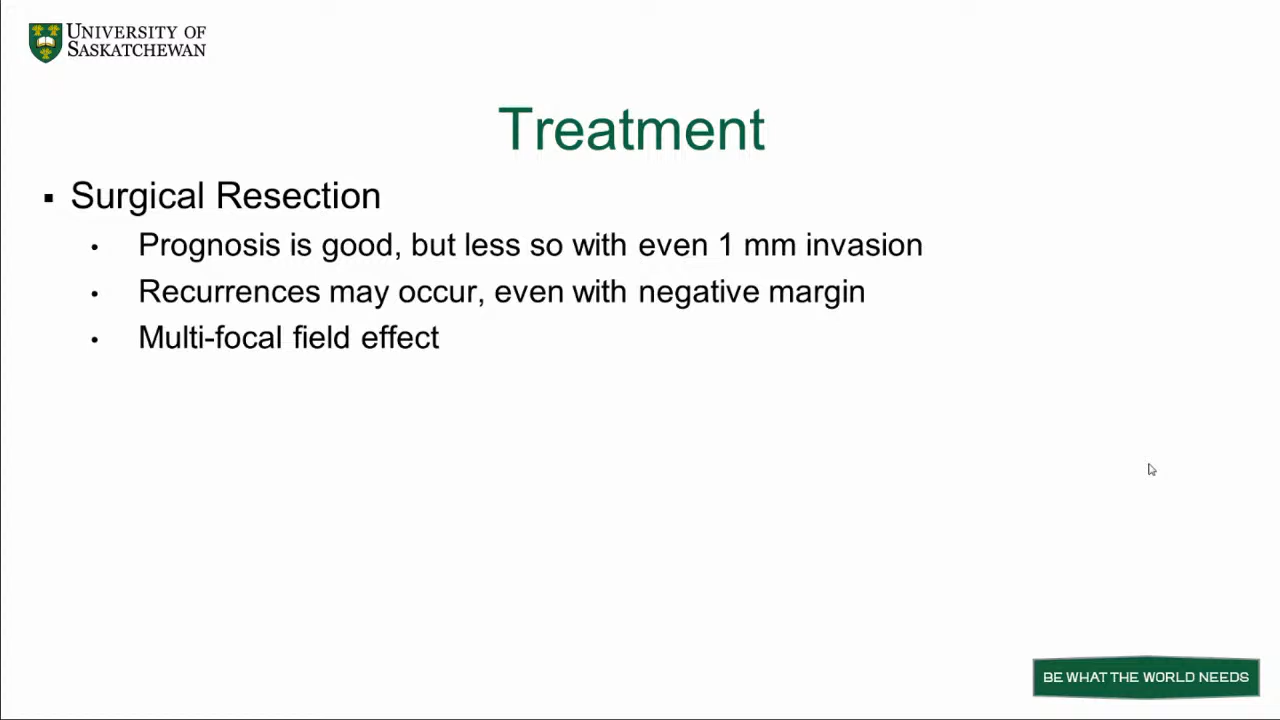 UNIVERSITY OF
SASKATCHEWAN
Treatment
▪ Surgical Resection
• Prognosis is good, but less so with even 1 mm invasion
• Recurrences may occur, even with negative margin
• Multi-focal field effect
BE WHAT THE WORLD NEEDS